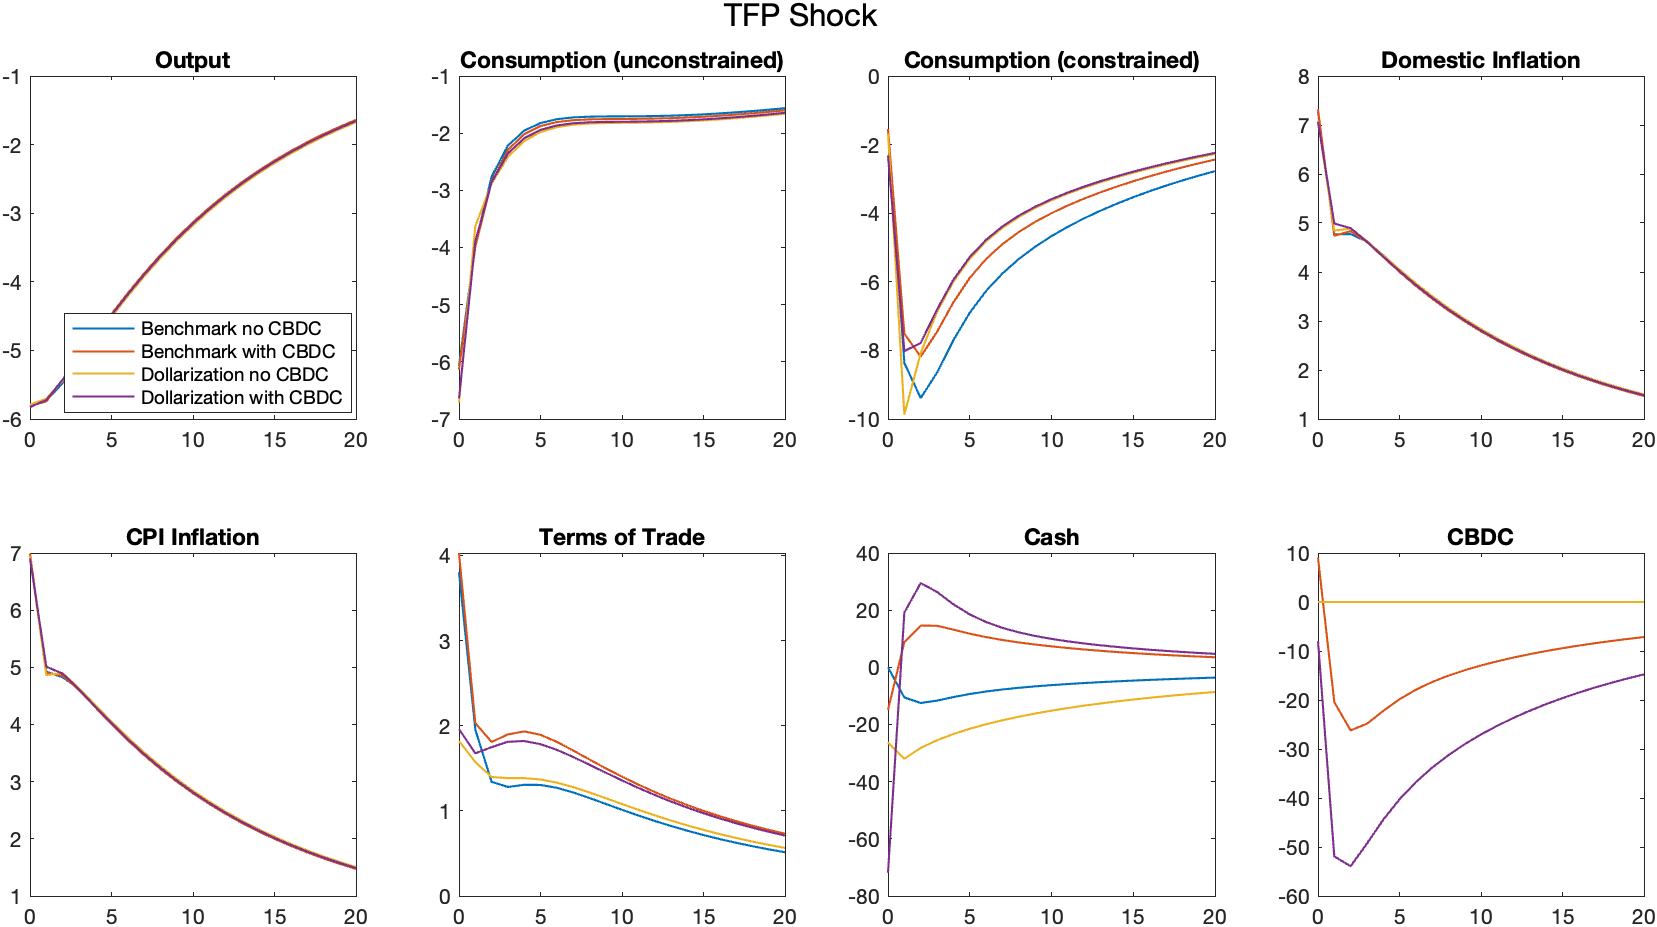 TFP Shock
Output
-1
-2
-3
-4
-5
-6
0 5 10 15 20
Benchmark no CBDC
Benchmark with CBDC
Dollarization no CBDC
Dollarization with CBDC
Consumption (unconstrained)
-1
-2
-3
-4
-5
-6
-7
0 5 10 15 20
Consumption (constrained)
0
-2
-4
-6
-8
-10
0 5 10 15 20
Domestic Inflation
8
7
6
5
4
3
2
1
0 5 10 15 20
CPI Inflation
7
6
5
4
3
2
1
0 5 10 15 20
Terms of Trade
4
3
2
1
0
0 5 10 15 20
Cash
40
20
0
-20
-40
-60
-80
0 5 10 15 20
CBDC
10
0
-10
-20
-30
-40
-50
-60
0 5 10 15 20